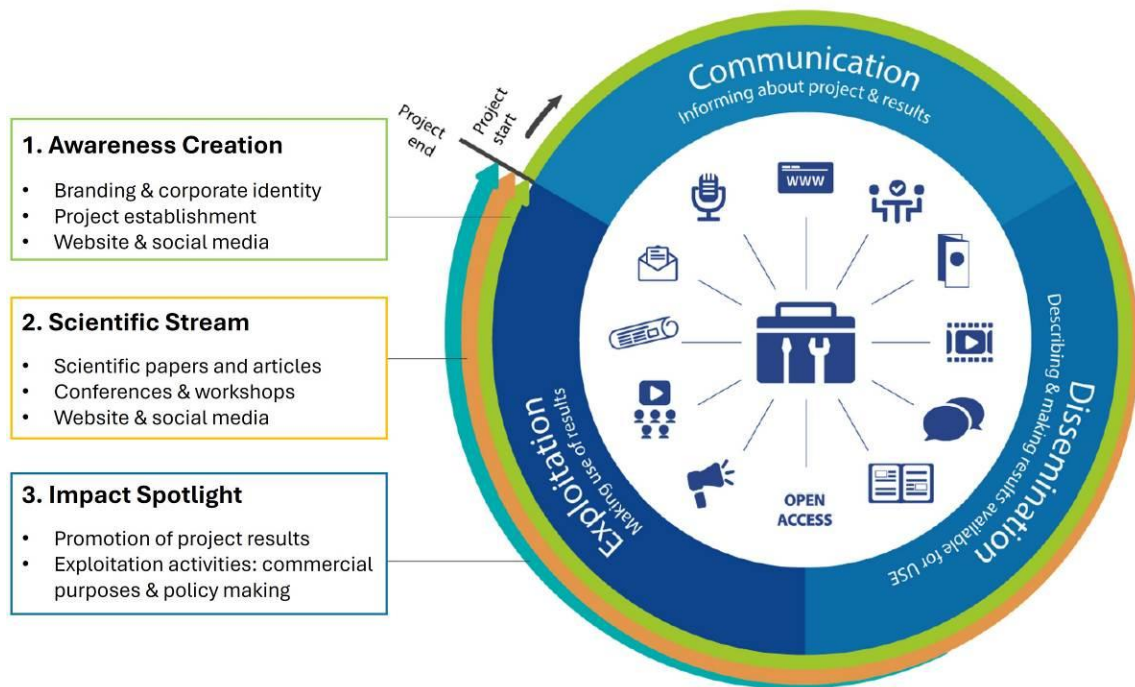 1. Awareness Creation
• Branding & corporate identity
• Project establishment
• Website & social media
2. Scientific Stream
• Scientific papers and articles
• Conferences & workshops
• Website & social media
3. Impact Spotlight
• Promotion of project results
• Exploitation activities: commercial
purposes & policy making
Project
end
Project
start
Communication
Informing about project & results
Dissemination
Describing & making results available for USE
Exploitation
Making use of results
www
OPEN
ACCESS